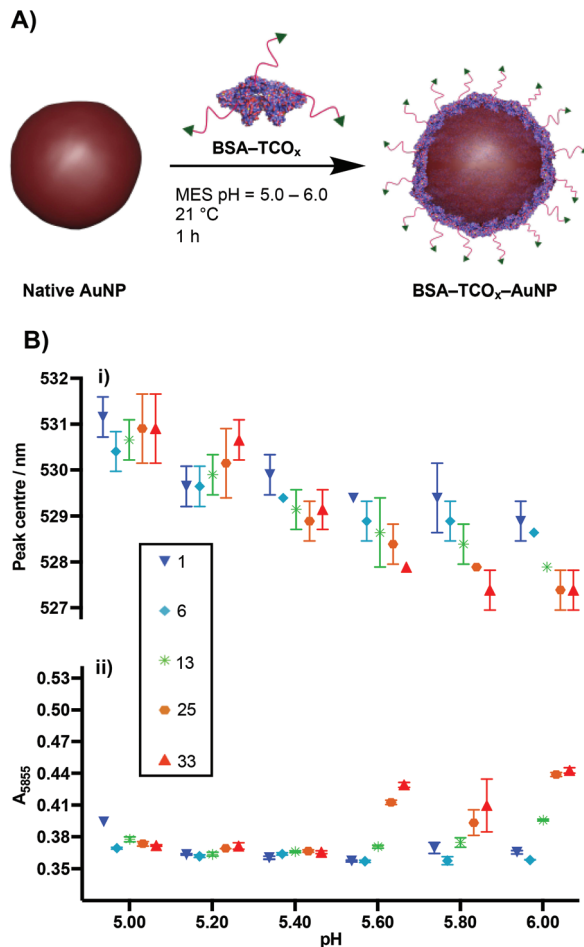 A)
BSA–TCOₓ
MES pH = 5.0 – 6.0
21 °C
1 h
Native AuNP
BSA–TCOₓ–AuNP
B)
i)
Peak centre / nm
532
531
530
529
528
527
1
6
13
25
33
ii)
A₅₈₅₅
0.53
0.50
0.47
0.44
0.41
0.38
0.35
5.00 5.20 5.40 5.60 5.80 6.00
pH